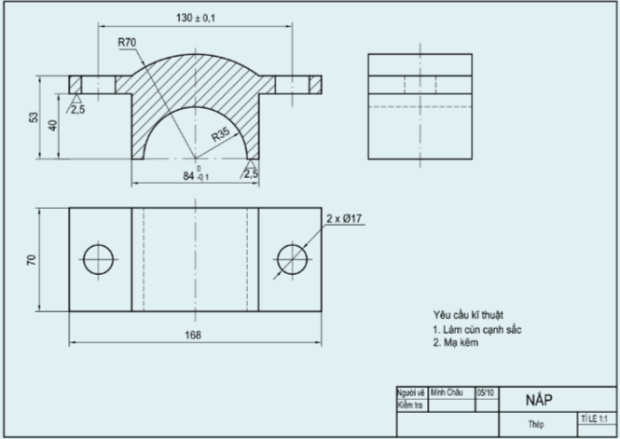 130 ± 0,1
R70
53
40
2,5
R35
84 0 -0,1
2,5
2 x Ø17
70
168
Yêu cầu kĩ thuật
1. Làm cùn cạnh sắc
2. Mạ kẽm
Người vẽ Minh Châu 05/10
Kiểm tra
NẮP
Thép
TỈ LỆ 1:1